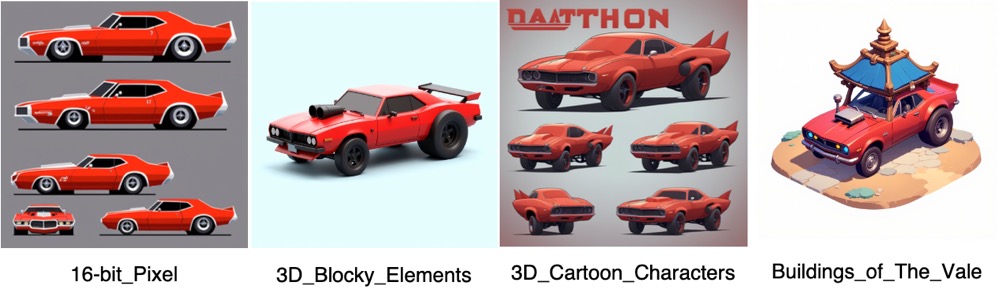 DAATTHON
16-bit_Pixel
3D_Blocky_Elements
3D_Cartoon_Characters
Buildings_of_The_Vale